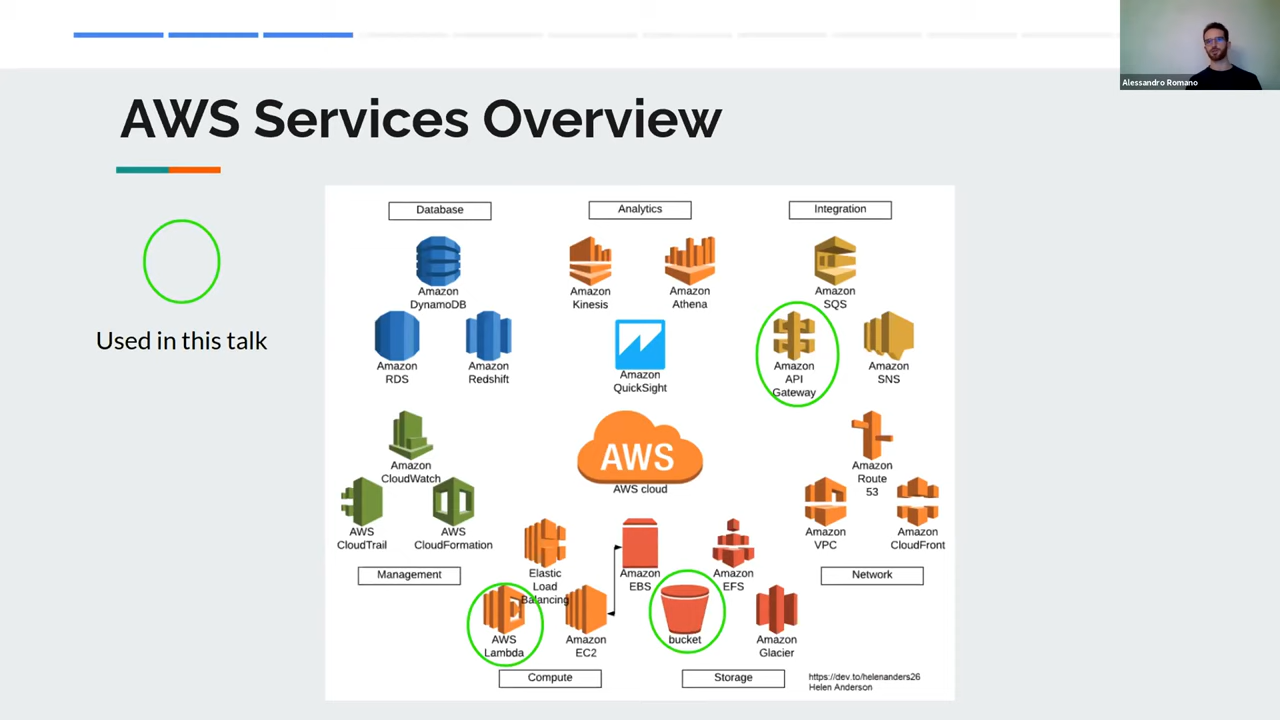 Alessandro Romano
AWS Services Overview
Used in this talk
Database
Analytics
Integration
Amazon
DynamoDB
Amazon
Kinesis
Amazon
Athena
Amazon
SQS
Amazon
RDS
Amazon
Redshift
Amazon
QuickSight
Amazon
API
Gateway
Amazon
SNS
Amazon
CloudWatch
AWS
AWS cloud
Amazon
Route
53
AWS
CloudTrail
AWS
CloudFormation
Amazon
VPC
Amazon
CloudFront
Management
Elastic
Load
Balancing
Amazon
EBS
Amazon
EFS
Network
AWS
Lambda
Amazon
EC2
bucket
Amazon
Glacier
Compute
Storage
https://dev.to/helenanders26
Helen Anderson